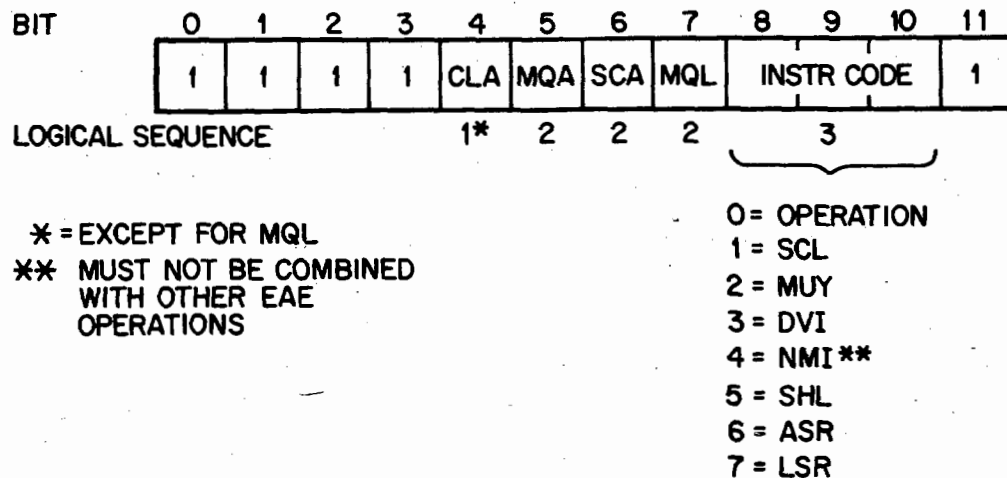 BIT 0 1 2 3 4 5 6 7 8 9 10 11
1 1 1 1 CLA MQA SCA MQL INSTR CODE 1
LOGICAL SEQUENCE 1* 2 2 2 3
* = EXCEPT FOR MQL
** MUST NOT BE COMBINED
WITH OTHER EAE
OPERATIONS
0 = OPERATION
1 = SCL
2 = MUY
3 = DVI
4 = NMI **
5 = SHL
6 = ASR
7 = LSR